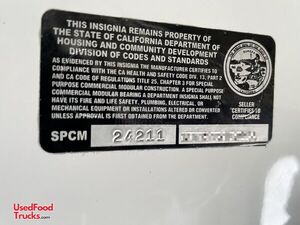 THIS INSIGNIA REMAINS PROPERTY OF
THE STATE OF CALIFORNIA DEPARTMENT OF
HOUSING AND COMMUNITY DEVELOPMENT
DIVISION OF CODES AND STANDARDS
AS EVIDENCED BY THIS INSIGNIA THE MANUFACTURER CERTIFIES TO
COMPLIANCE WITH THE CA HEALTH AND SAFETY CODE DIV. 13, PART 2
AND CA CODE OF REGULATIONS TITLE 25, CHAPTER 3 FOR SPECIAL
PURPOSE COMMERCIAL MODULAR CONSTRUCTION. A SPECIAL PURPOSE
COMMERCIAL MODULAR BEARING A DEPARTMENT INSIGNIA SHALL NOT
HAVE ITS FIRE AND LIFE SAFETY, PLUMBING, ELECTRICAL, OR
MECHANICAL EQUIPMENT OR INSTALLATIONS ALTERED OR CONVERTED
UNLESS APPROVAL IS FIRST OBTAINED FROM THE DEPARTMENT.
SELLER
CERTIFIES TO
COMPLIANCE
SPCM 24211
UsedFood
Trucks.com